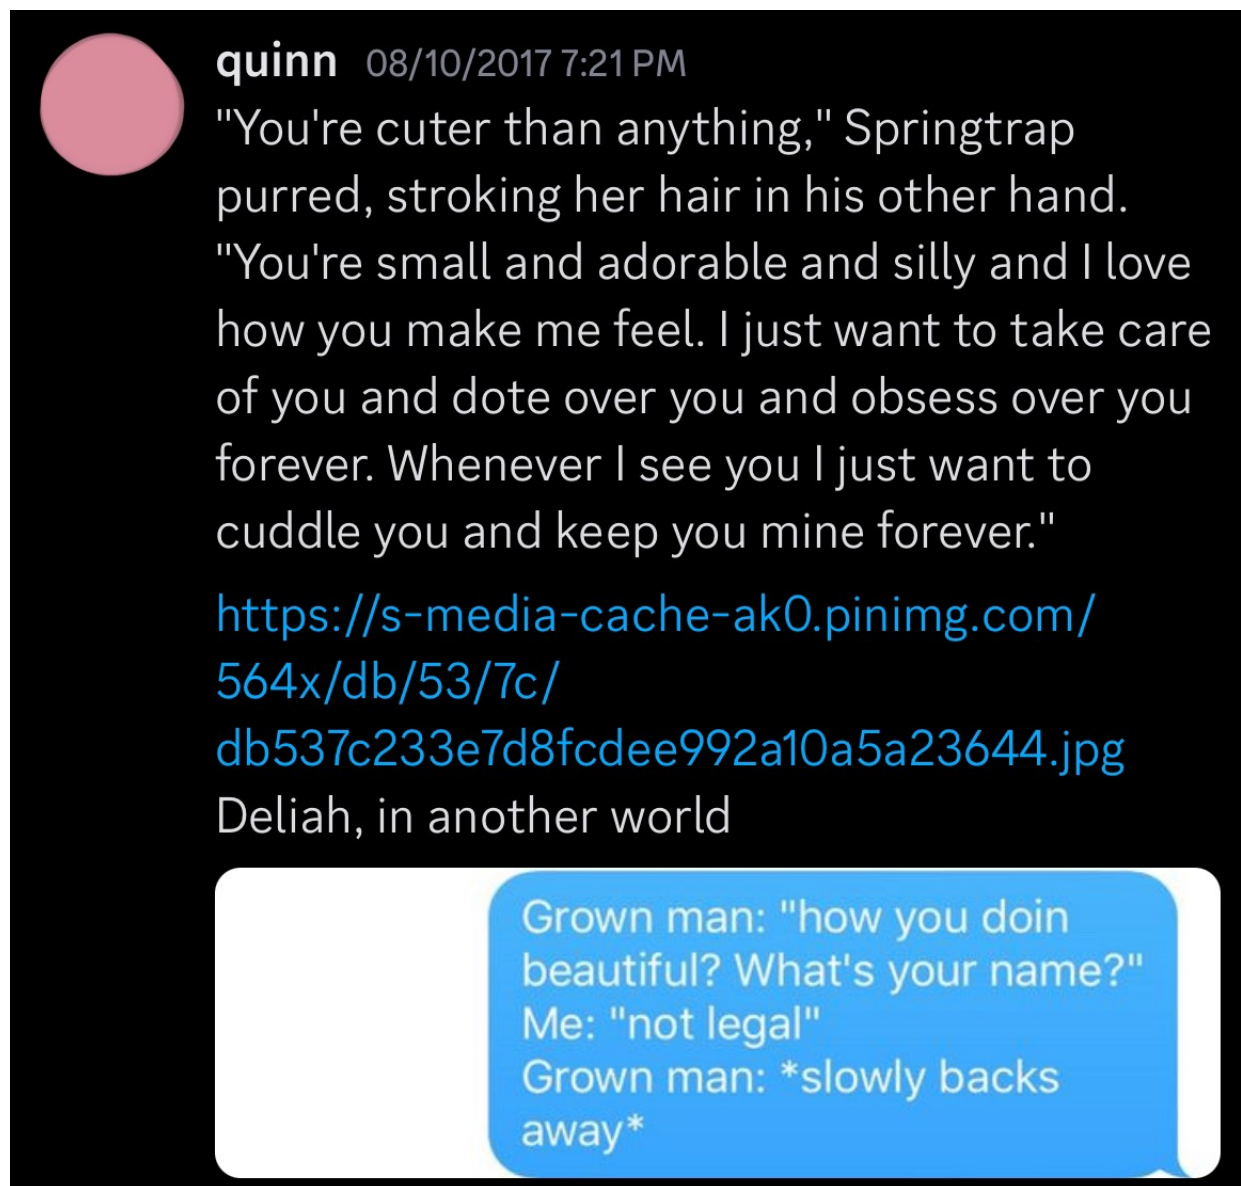 quinn 08/10/2017 7:21 PM
"You're cuter than anything," Springtrap
purred, stroking her hair in his other hand.
"You're small and adorable and silly and I love
how you make me feel. I just want to take care
of you and dote over you and obsess over you
forever. Whenever I see you I just want to
cuddle you and keep you mine forever."
https://s-media-cache-ak0.pinimg.com/
564x/db/53/7c/
db537c233e7d8fcdee992a10a5a23644.jpg
Deliah, in another world
Grown man: "how you doin
beautiful? What's your name?"
Me: "not legal"
Grown man: *slowly backs
away*